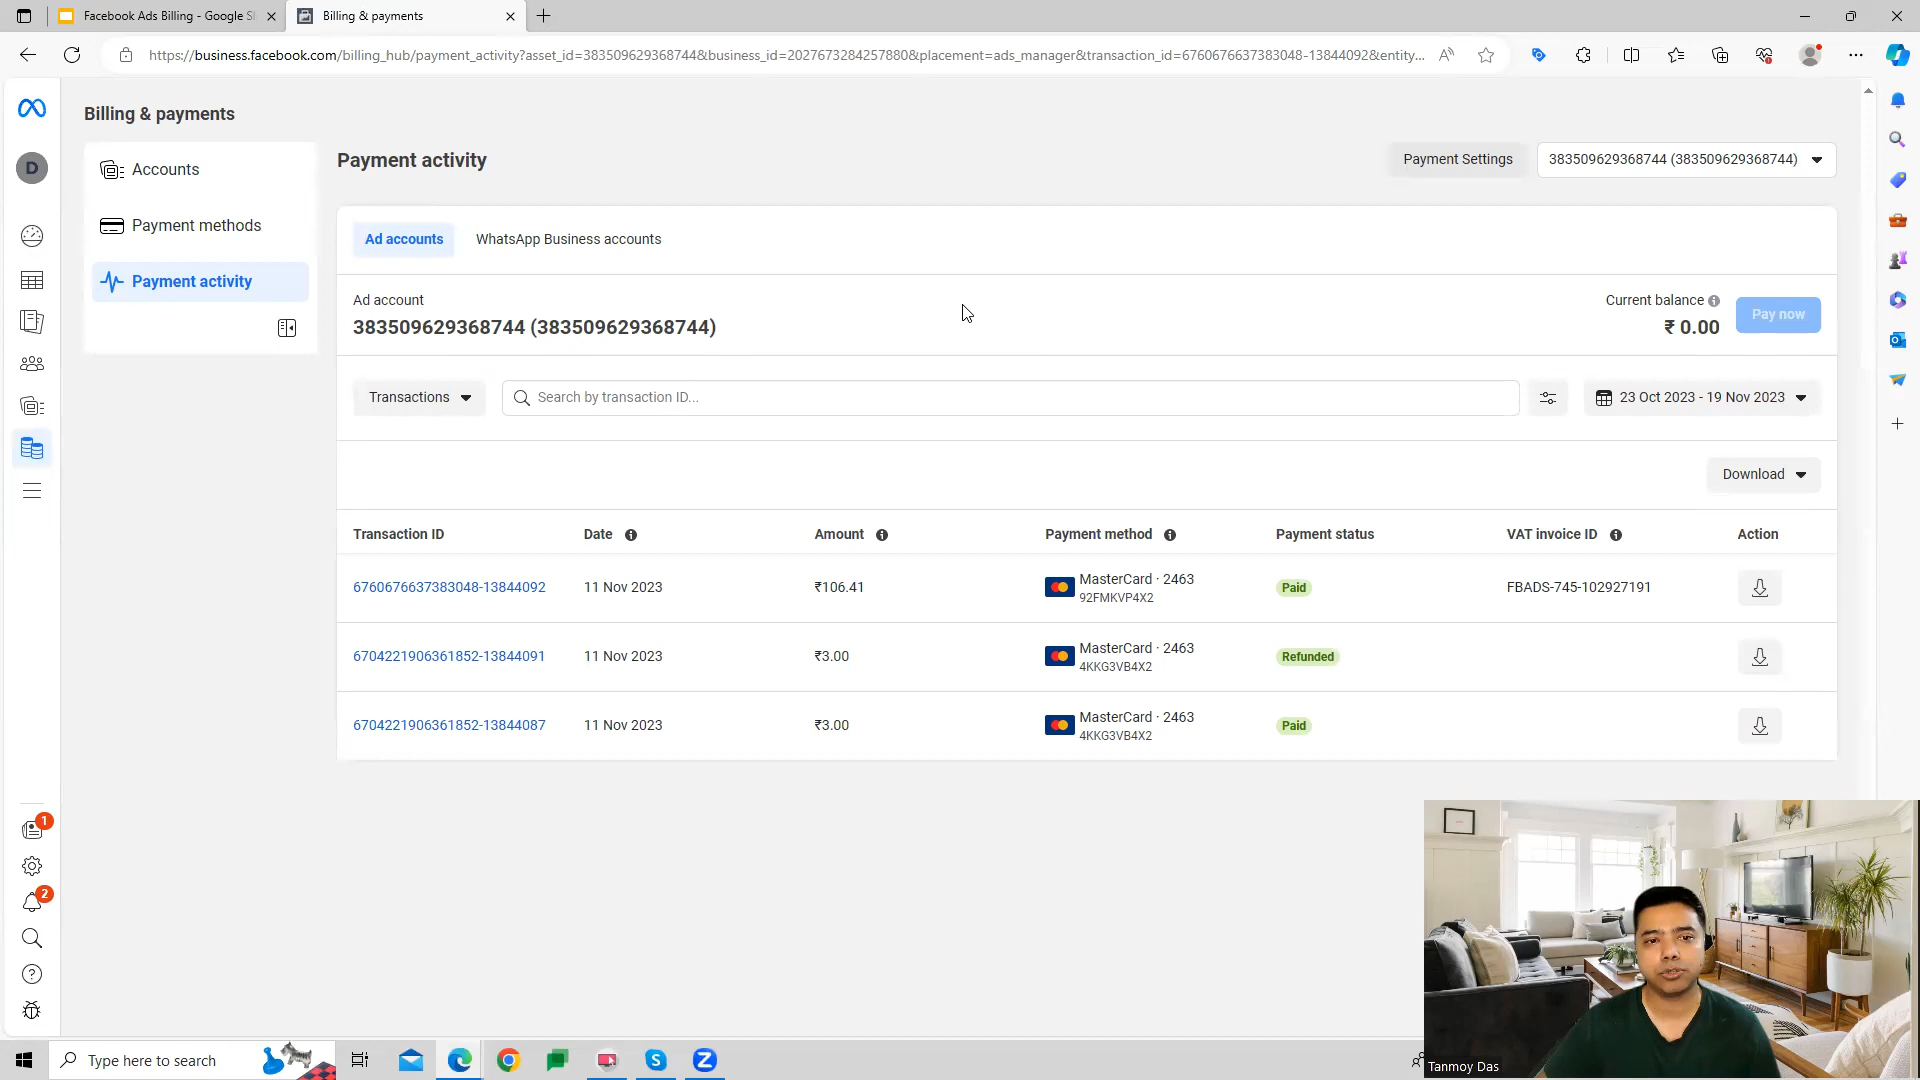 Facebook Ads Billing - Google Sl
Billing & payments
https://business.facebook.com/billing_hub/payment_activity?asset_id=383509629368744&business_id=2027673284257880&placement=ads_manager&transaction_id=6760676637383048-13844092&entity...
Billing & payments
D
Accounts
Payment methods
Payment activity
Payment activity
Payment Settings
383509629368744 (383509629368744)
Ad accounts
WhatsApp Business accounts
Ad account
383509629368744 (383509629368744)
Current balance
₹ 0.00
Pay now
Transactions
Search by transaction ID...
23 Oct 2023 - 19 Nov 2023
Download
Transaction ID Date Amount Payment method Payment status VAT invoice ID Action
6760676637383048-13844092 11 Nov 2023 ₹106.41 MasterCard · 2463 Paid FBADS-745-102927191
92FMKVP4X2
6704221906361852-13844091 11 Nov 2023 ₹3.00 MasterCard · 2463 Refunded
4KKG3VB4X2
6704221906361852-13844087 11 Nov 2023 ₹3.00 MasterCard · 2463 Paid
4KKG3VB4X2
1
2
Type here to search
Tanmoy Das